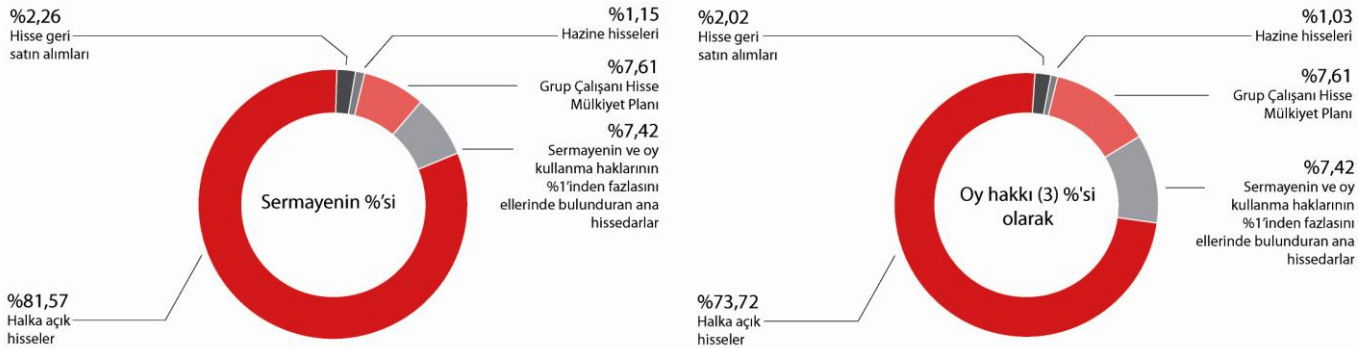 %2,26
Hisse geri
satın alımları
%1,15
Hazine hisseleri
%7,61
Grup Çalışanı Hisse
Mülkiyet Planı
%7,42
Sermayenin ve oy
kullanma haklarının
%1'inden fazlasını
ellerinde bulunduran ana
hissedarlar
Sermayenin %'si
%81,57
Halka açık
hisseler
%2,02
Hisse geri
satın alımları
%1,03
Hazine hisseleri
%7,61
Grup Çalışanı Hisse
Mülkiyet Planı
%7,42
Sermayenin ve oy
kullanma haklarının
%1'inden fazlasını
ellerinde bulunduran ana
hissedarlar
Oy hakkı (3) %'si
olarak
%73,72
Halka açık
hisseler